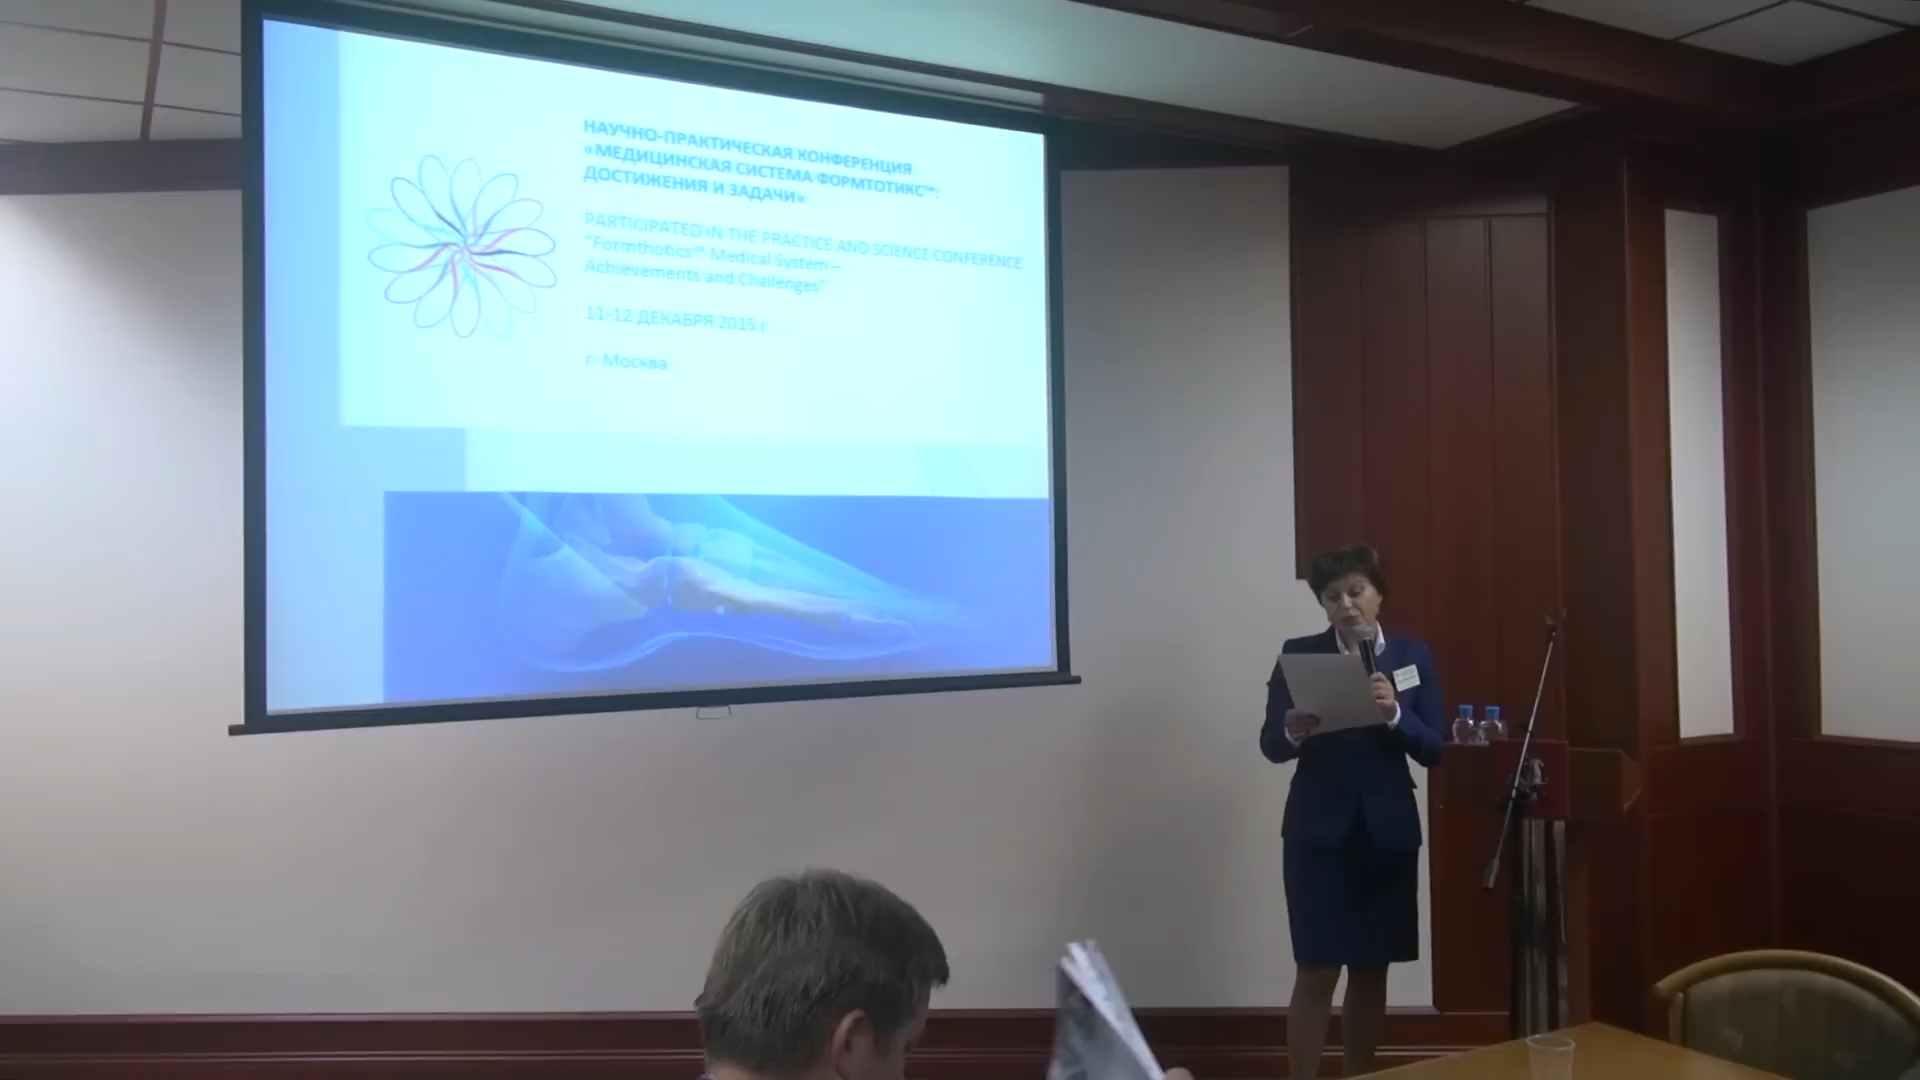 НАУЧНО-ПРАКТИЧЕСКАЯ КОНФЕРЕНЦИЯ
«МЕДИЦИНСКАЯ СИСТЕМА ФОРМТОТИКС™:
ДОСТИЖЕНИЯ И ЗАДАЧИ»
PARTICIPATED IN THE PRACTICE AND SCIENCE CONFERENCE
"Formthotics™ Medical System –
Achievements and Challenges"
11-12 ДЕКАБРЯ 2015 г.
г. Москва